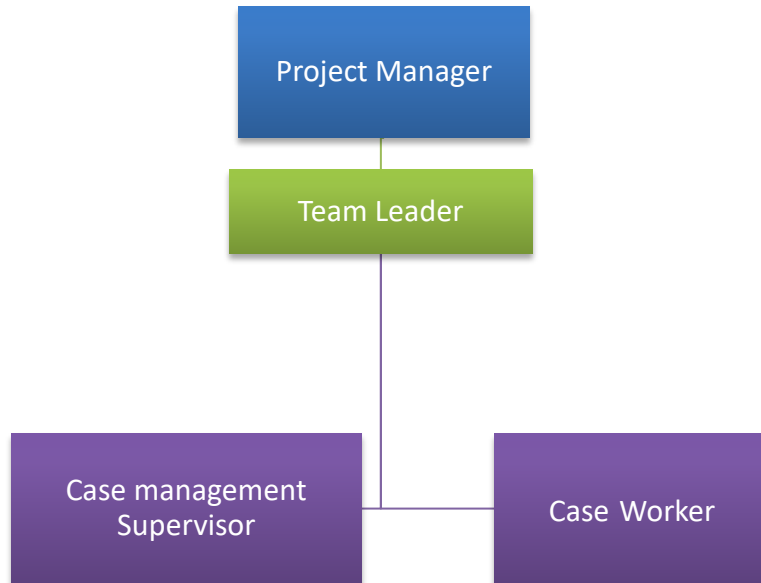 Project Manager
Team Leader
Case management
Supervisor
Case Worker